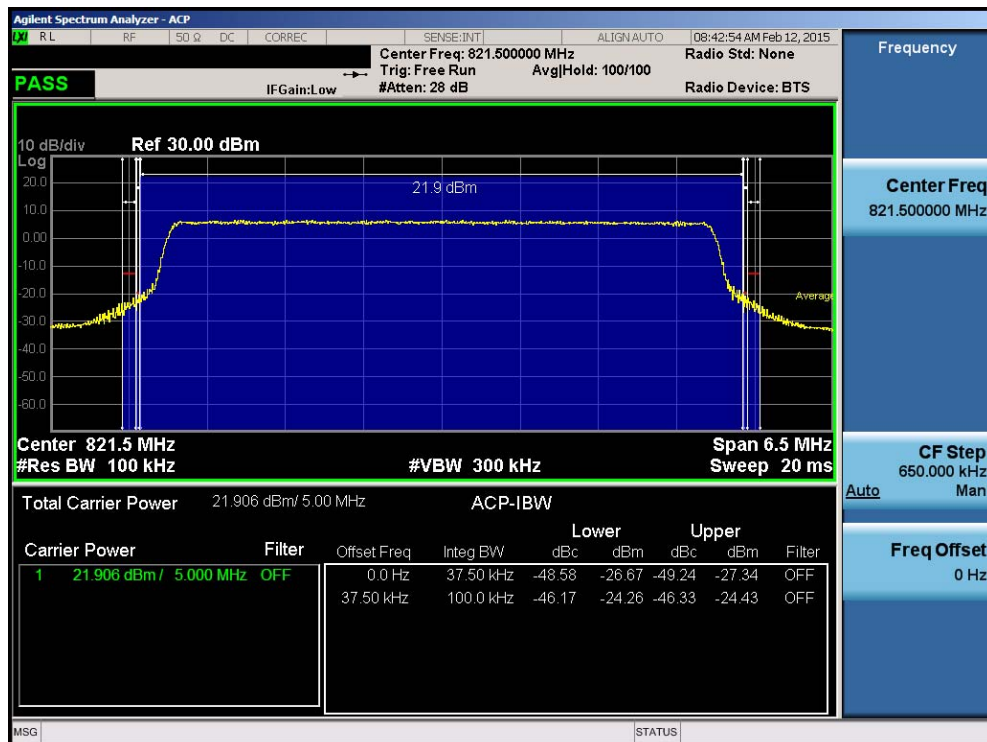 Agilent Spectrum Analyzer - ACP
LXI RL RF 50 Ω DC CORREC SENSE:INT ALIGN AUTO 08:42:54 AM Feb 12, 2015
Center Freq: 821.500000 MHz Radio Std: None
Trig: Free Run Avg|Hold: 100/100
PASS IFGain:Low #Atten: 28 dB Radio Device: BTS
10 dB/div Ref 30.00 dBm
Log
20.0
21.9 dBm
10.0
0.00
-10.0
-20.0
Average
-30.0
-40.0
-50.0
-60.0
Center 821.5 MHz Span 6.5 MHz
#Res BW 100 kHz #VBW 300 kHz Sweep 20 ms
Total Carrier Power 21.906 dBm/ 5.00 MHz ACP-IBW
Lower Upper
Carrier Power Filter Offset Freq Integ BW dBc dBm dBc dBm Filter
1 21.906 dBm / 5.000 MHz OFF 0.0 Hz 37.50 kHz -48.58 -26.67 -49.24 -27.34 OFF
37.50 kHz 100.0 kHz -46.17 -24.26 -46.33 -24.43 OFF
MSG STATUS
Frequency
Center Freq
821.500000 MHz
CF Step
650.000 kHz
Auto Man
Freq Offset
0 Hz